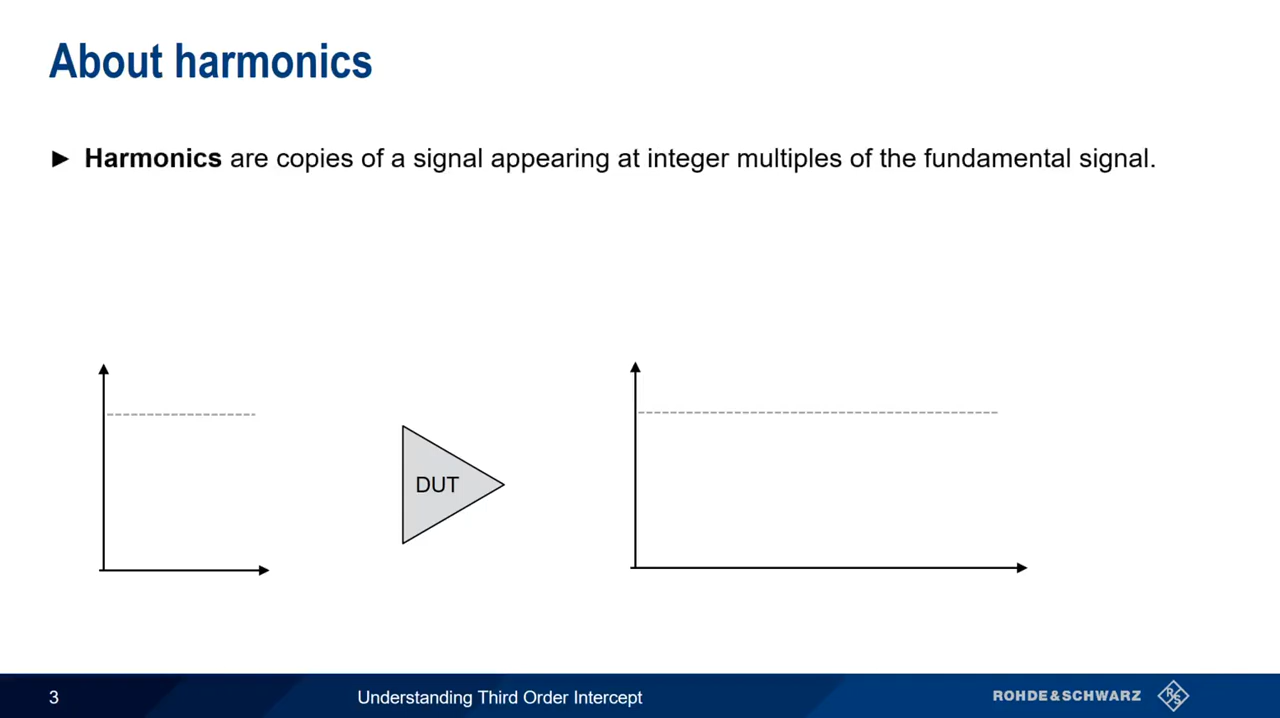 About harmonics
► Harmonics are copies of a signal appearing at integer multiples of the fundamental signal.
DUT
3
Understanding Third Order Intercept
ROHDE&SCHWARZ
R&S